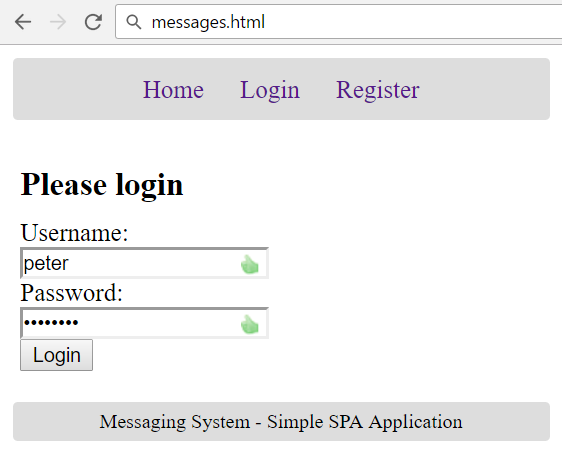 messages.html
Home Login Register
Please login
Username:
peter
Password:
••••••••
Login
Messaging System - Simple SPA Application